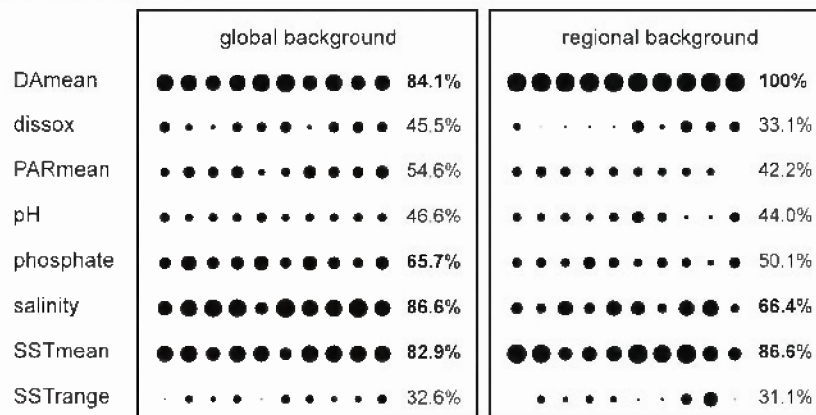 global background regional background
DAmean 84.1% 100%
dissox 45.5% 33.1%
PARmean 54.6% 42.2%
pH 46.6% 44.0%
phosphate 65.7% 50.1%
salinity 86.6% 66.4%
SSTmean 82.9% 86.6%
SSTrange 32.6% 31.1%